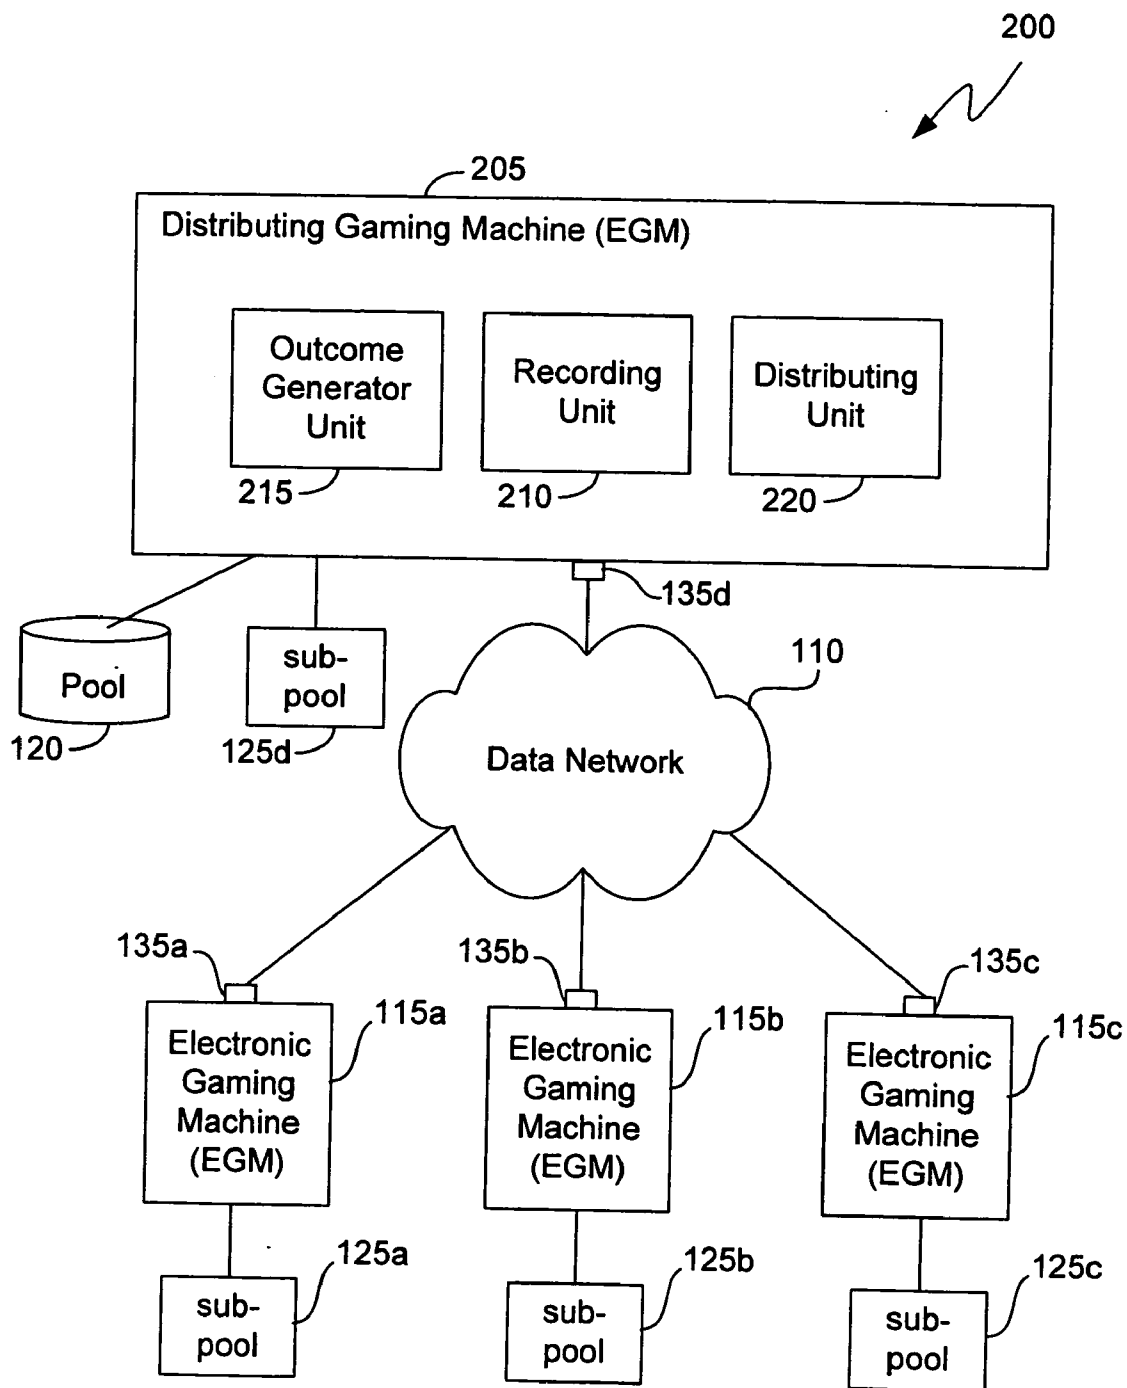 200
205
Distributing Gaming Machine (EGM)
Outcome
Generator
Unit
Recording
Unit
Distributing
Unit
215
210
220
135d
Pool
sub-
pool
110
120
125d
Data Network
135a
135b
135c
115a
115b
115c
Electronic
Gaming
Machine
(EGM)
Electronic
Gaming
Machine
(EGM)
Electronic
Gaming
Machine
(EGM)
125a
125b
125c
sub-
pool
sub-
pool
sub-
pool